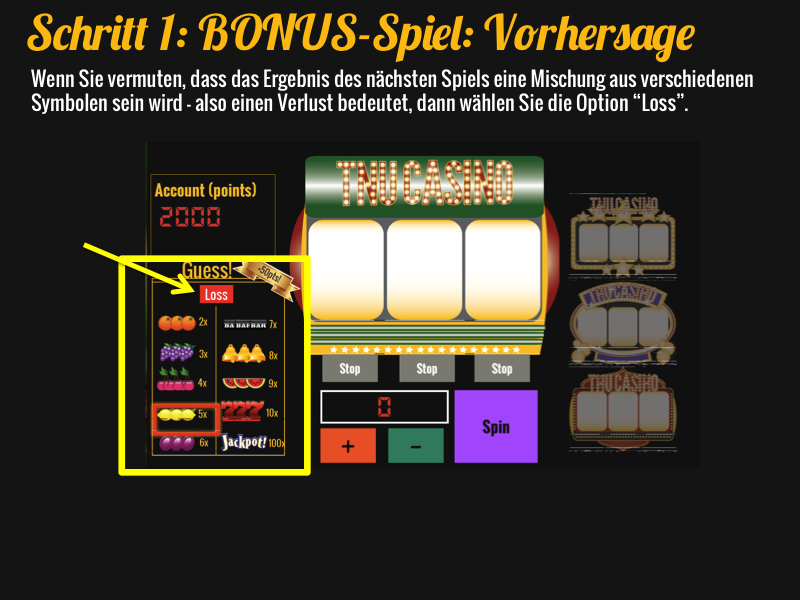 Schritt 1: BONUS-Spiel: Vorhersage
Wenn Sie vermuten, dass das Ergebnis des nächsten Spiels eine Mischung aus verschiedenen
Symbolen sein wird - also einen Verlust bedeutet, dann wählen Sie die Option “Loss”.
TNU CASINO
Account (points)
2000
Guess!
+50pts!
Loss
2x
BAR BAR BAR 7x
3x
8x
4x
9x
5x
777 10x
6x
Jackpot! 100x
Stop Stop Stop
0
+ -
Spin
TNU CASINO
TNU CASINO
TNU CASINO